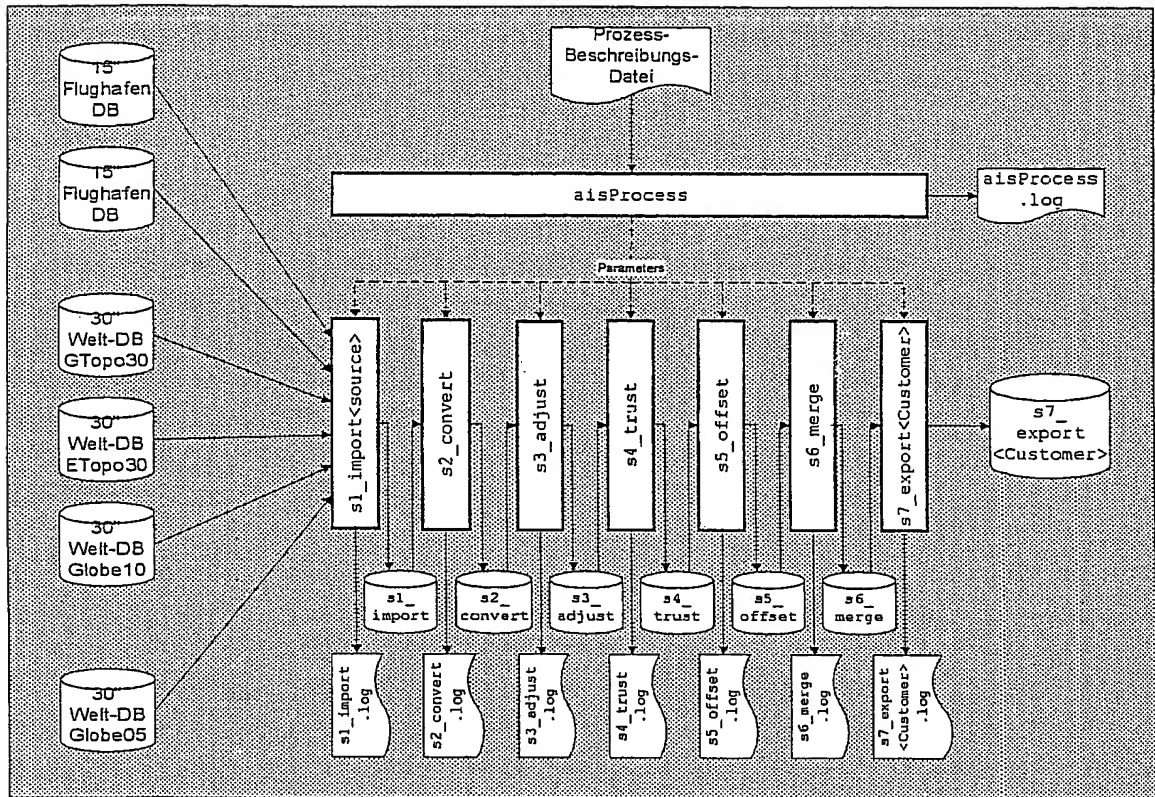 Prozess-
Beschreibungs-
Datei
15"
Flughafen
DB
15"
Flughafen
DB
30"
Welt-DB
GTopo30
30"
Welt-DB
ETopo30
30"
Welt-DB
Globe10
30"
Welt-DB
Globe05
aisProcess
aisProcess
.log
Parameters
s1_import<source>
s2_convert
s3_adjust
s4_trust
s5_offset
s6_merge
s7_export<Customer>
s7_
export
<Customer>
s1_
import
s2_
convert
s3_
adjust
s4_
trust
s5_
offset
s6_
merge
s1_import
.log
s2_convert
.log
s3_adjust
.log
s4_trust
.log
s5_offset
.log
s6_merge
.log
s7_export
<Customer>
.log